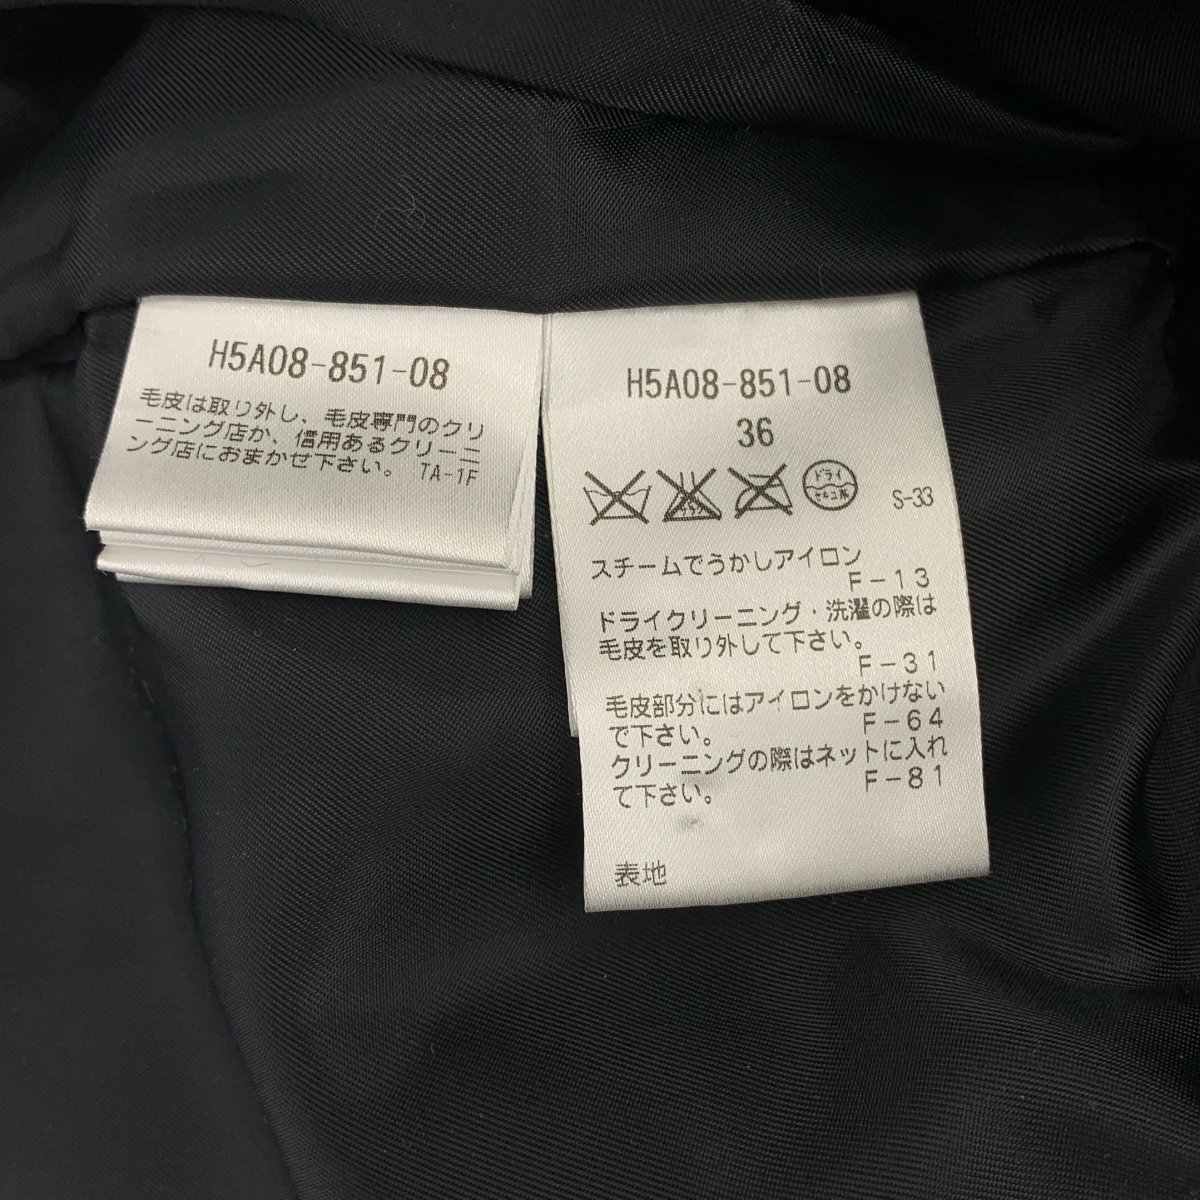 H5A08-851-08
毛皮は取り外し、毛皮専門のクリ
ーニング店か、信用あるクリーニ
ング店におまかせ下さい。 TA-1F
H5A08-851-08
36
ドライ
セキユ系
S-33
スチームでうかしアイロン
F-13
ドライクリーニング・洗濯の際は
毛皮を取り外して下さい。
F-31
毛皮部分にはアイロンをかけない
で下さい。 F-64
クリーニングの際はネットに入れ
て下さい。 F-81
表地